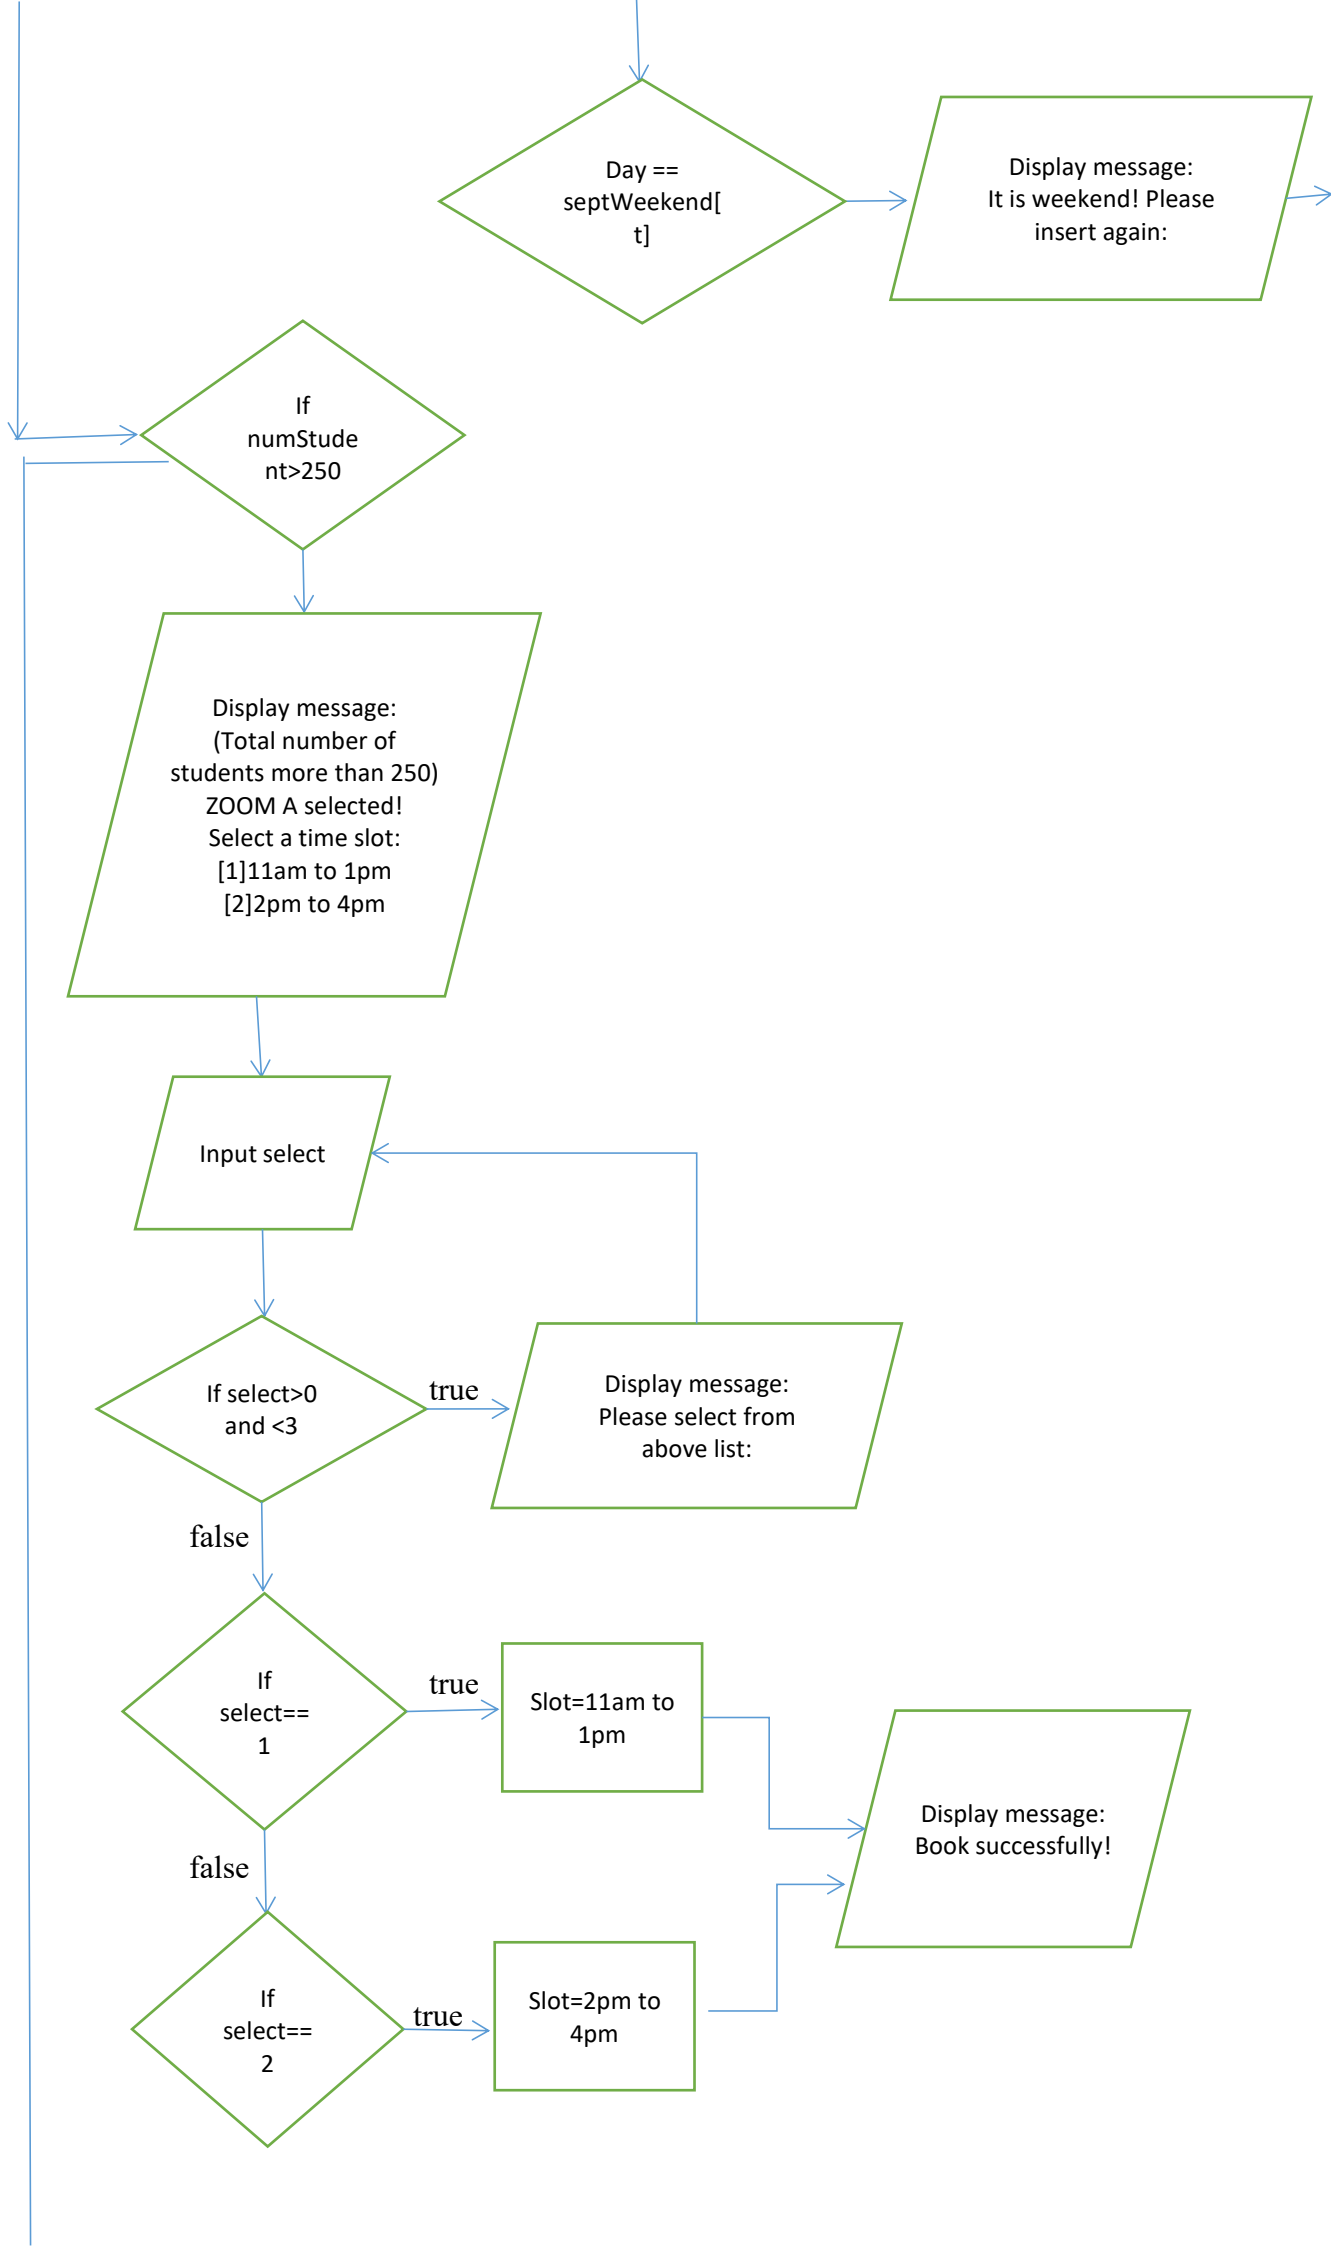 Day ==
septWeekend[
t]
Display message:
It is weekend! Please
insert again:
If
numStude
nt>250
Display message:
(Total number of
students more than 250)
ZOOM A selected!
Select a time slot:
[1]11am to 1pm
[2]2pm to 4pm
Input select
If select>0
and <3
true
Display message:
Please select from
above list:
false
If
select==
1
true
Slot=11am to
1pm
Display message:
Book successfully!
false
If
select==
2
true
Slot=2pm to
4pm